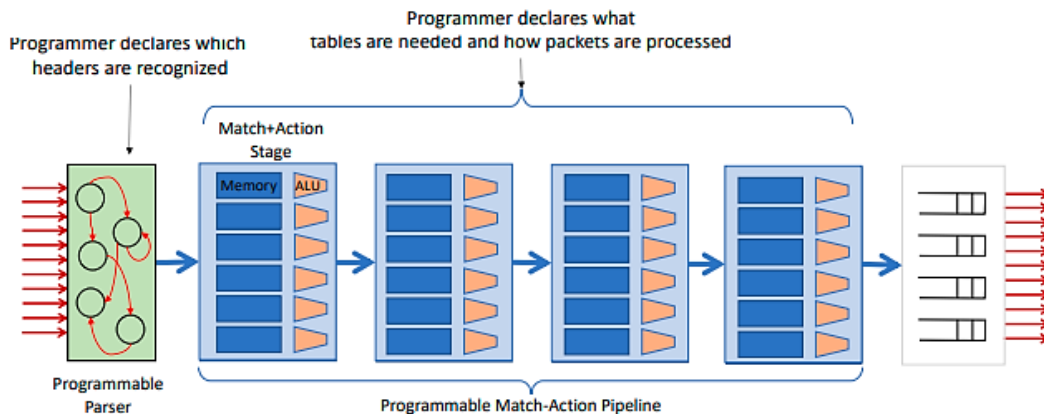 Programmer declares what
tables are needed and how packets are processed
Programmer declares which
headers are recognized
Match+Action
Stage
Memory
ALU
Programmable
Parser
Programmable Match-Action Pipeline